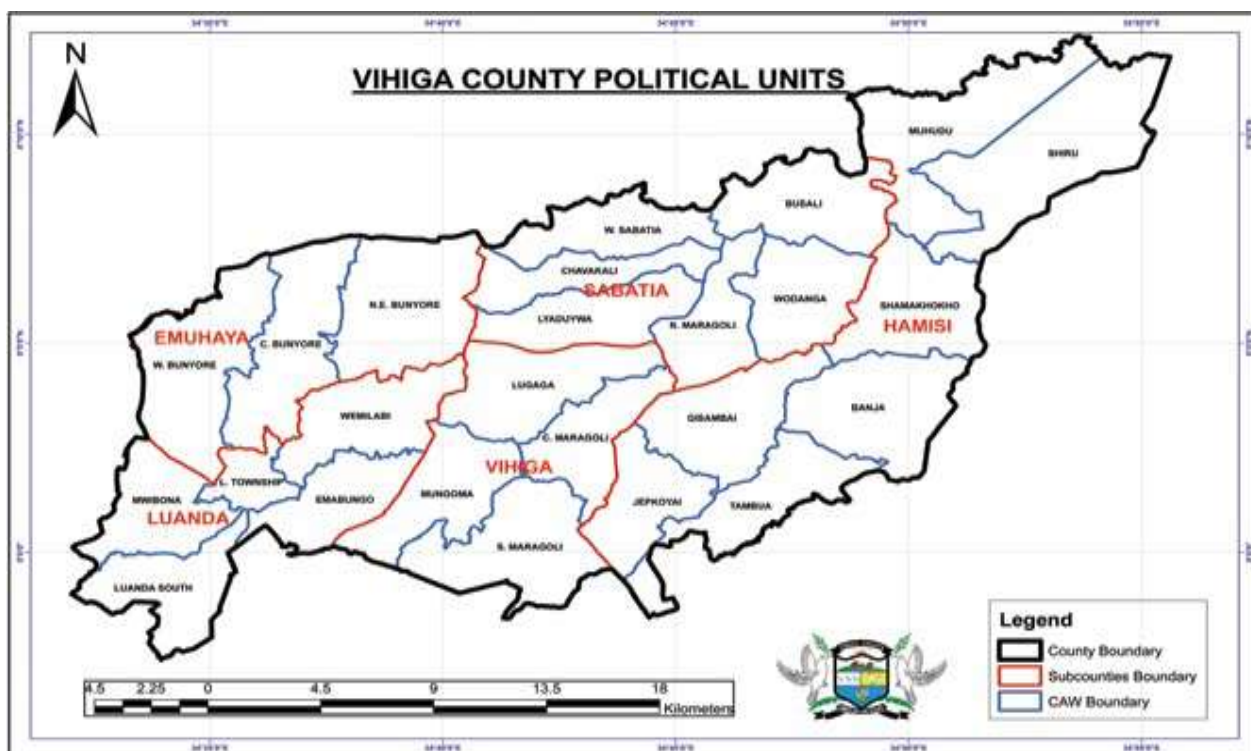 N
VIHIGA COUNTY POLITICAL UNITS
MUHUDU
SHIRU
BUSALI
W. SABATIA
CHAVAKALI
SABATIA
WODANGA
N.E. BUNYORE
SHAMAKHOKHO
HAMISI
LYADUYWA
N. MARAGOLI
EMUHAYA
C. BUNYORE
W. BUNYORE
LUGAGA
WEMILABI
GISAMBAI
BANJA
C. MARAGOLI
VIHIGA
L. TOWNSHIP
MWIBONA
EMABUNGO
MUNGOMA
JEPKOYAI
TAMBUA
LUANDA
S. MARAGOLI
LUANDA SOUTH
Legend
County Boundary
Subcounties Boundary
CAW Boundary
4.5 2.25 0 4.5 9 13.5 18
Kilometers